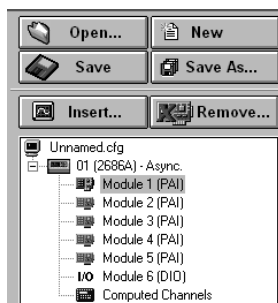 Open... New
Save Save As...
Insert... Remove...
Unnamed.cfg
01 (2686A) - Async.
Module 1 (PAI)
Module 2 (PAI)
Module 3 (PAI)
Module 4 (PAI)
Module 5 (PAI)
I/O Module 6 (DIO)
Computed Channels